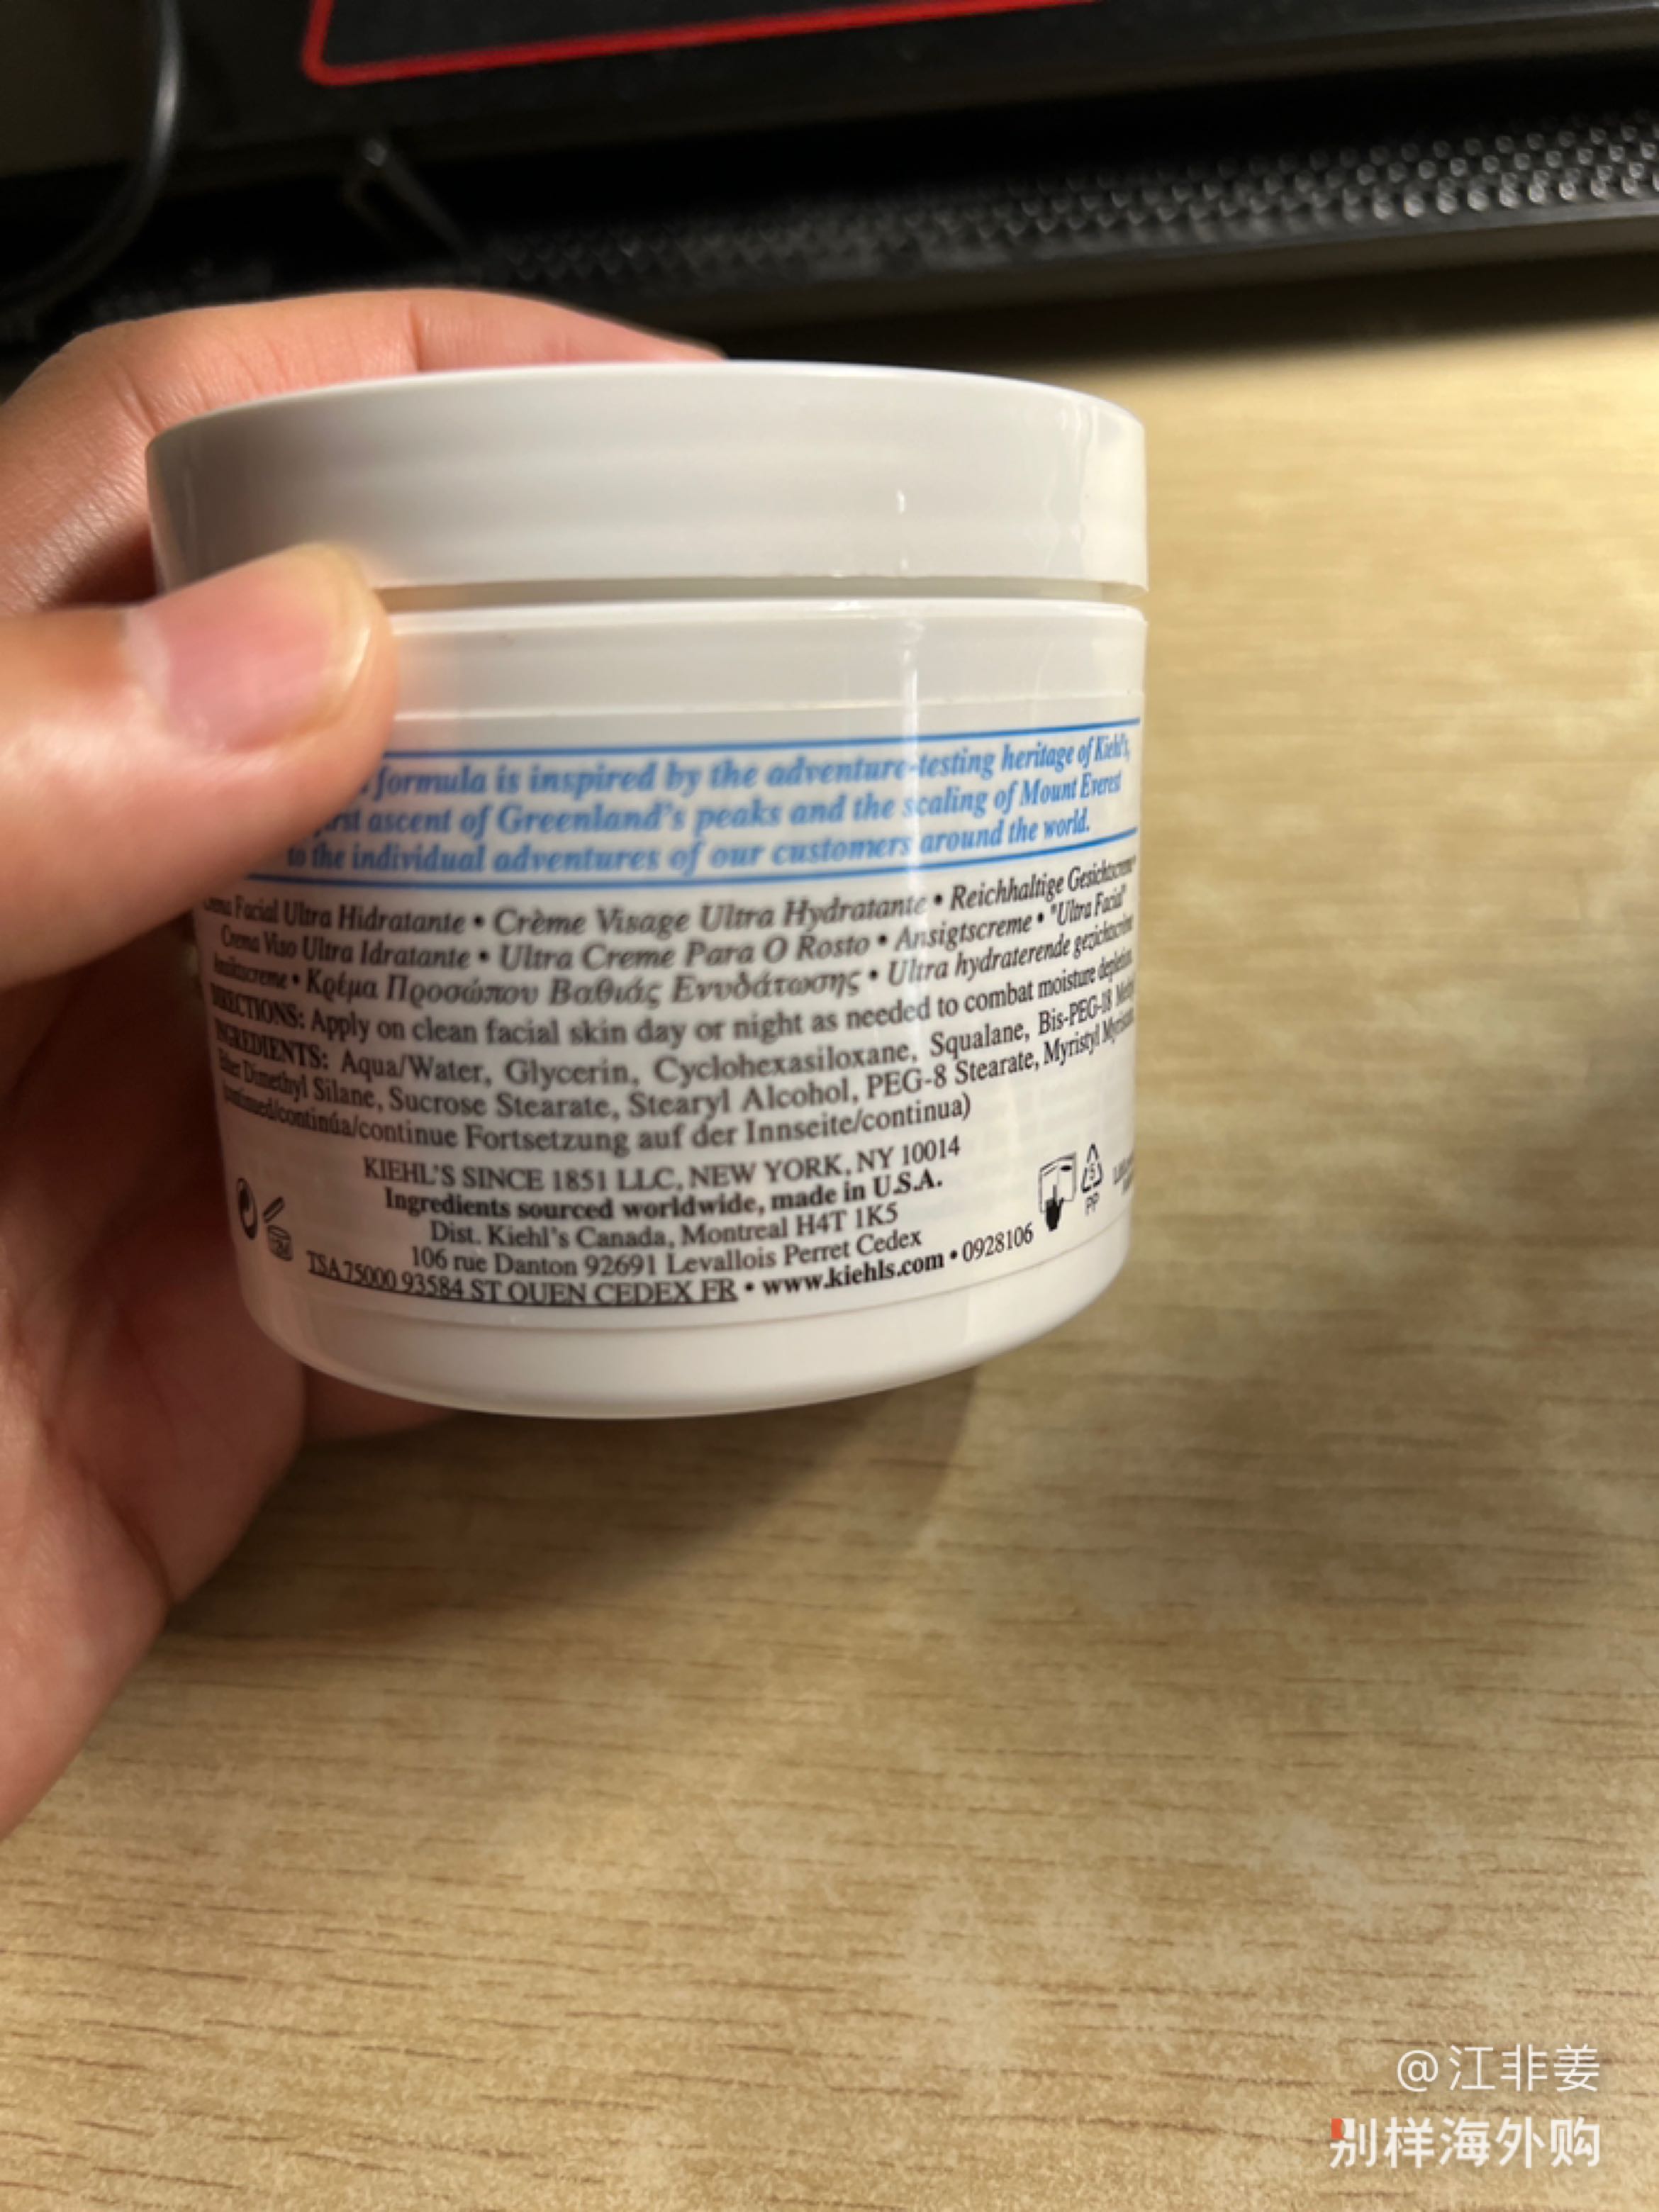 formula is inspired by the adventure-testing heritage of Kiehl's,
ascent of Greenland's peaks and the scaling of Mount Everest
to the individual adventures of our customers around the world.
Facial Ultra Hidratante • Crème Visage Ultra Hydratante • Reichhaltige Gesichtscreme
Crema Viso Ultra Idratante • Ultra Creme Para O Rosto • Ansigtscreme • "Ultra Facial"
Ansiktscreme • Κρέμα Προσώπου Βαθιάς Ενυδάτωσης • Ultra hydraterende gezichtscrème
DIRECTIONS: Apply on clean facial skin day or night as needed to combat moisture depletion.
INGREDIENTS: Aqua/Water, Glycerin, Cyclohexasiloxane, Squalane, Bis-PEG-18 Methyl
Ether Dimethyl Silane, Sucrose Stearate, Stearyl Alcohol, PEG-8 Stearate, Myristyl Myristate,
(continued/continúa/continue Fortsetzung auf der Innseite/continua)
KIEHL'S SINCE 1851 LLC, NEW YORK, NY 10014
Ingredients sourced worldwide, made in U.S.A.
Dist. Kiehl's Canada, Montreal H4T 1K5
106 rue Danton 92691 Levallois Perret Cedex
TSA 75000 93584 ST OUEN CEDEX FR • www.kiehls.com • 0928106
5
PP
@江非姜
别样海外购